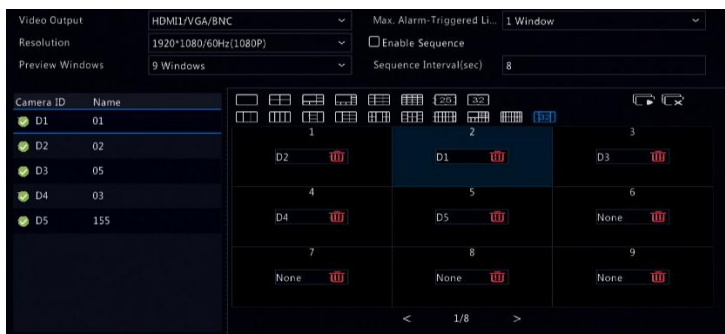 Video Output HDMI1/VGA/BNC Max. Alarm-Triggered Li... 1 Window
Resolution 1920*1080/60Hz(1080P) Enable Sequence
Preview Windows 9 Windows Sequence Interval(sec) 8
Camera ID Name
D1 01
D2 02
D3 05
D4 03
D5 155
25 32
1 2 3
D2 D1 D3
4 5 6
D4 D5 None
7 8 9
None None None
< 1/8 >